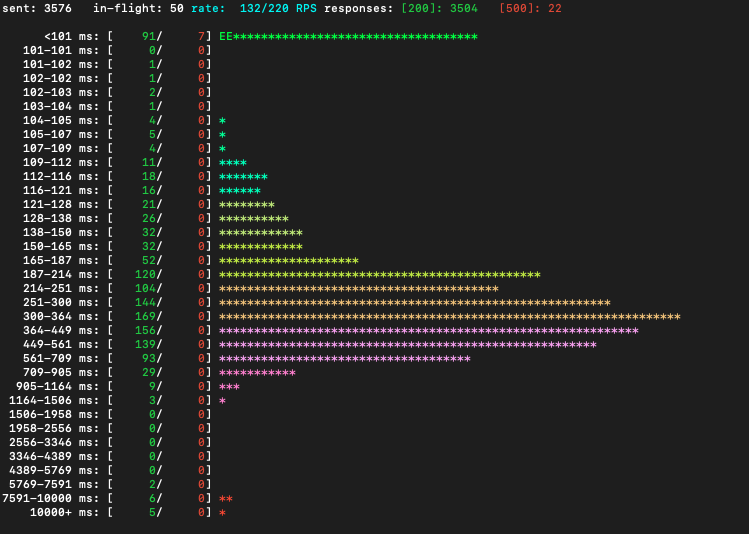 sent: 3576   in-flight: 50 rate:  132/220 RPS responses: [200]: 3504   [500]: 22
<101 ms: [    91/     7] EE***********************************
101-101 ms: [     0/     0]
101-102 ms: [     1/     0]
102-102 ms: [     1/     0]
102-103 ms: [     2/     0]
103-104 ms: [     1/     0]
104-105 ms: [     4/     0] *
105-107 ms: [     5/     0] *
107-109 ms: [     4/     0] *
109-112 ms: [    11/     0] ****
112-116 ms: [    18/     0] *******
116-121 ms: [    16/     0] ******
121-128 ms: [    21/     0] ********
128-138 ms: [    26/     0] **********
138-150 ms: [    32/     0] ************
150-165 ms: [    32/     0] ************
165-187 ms: [    52/     0] ********************
187-214 ms: [   120/     0] **********************************************
214-251 ms: [   104/     0] ****************************************
251-300 ms: [   144/     0] ********************************************************
300-364 ms: [   169/     0] ******************************************************************
364-449 ms: [   156/     0] ************************************************************
449-561 ms: [   139/     0] ******************************************************
561-709 ms: [    93/     0] ************************************
709-905 ms: [    29/     0] ***********
905-1164 ms: [     9/     0] ***
1164-1506 ms: [     3/     0] *
1506-1958 ms: [     0/     0]
1958-2556 ms: [     0/     0]
2556-3346 ms: [     0/     0]
3346-4389 ms: [     0/     0]
4389-5769 ms: [     0/     0]
5769-7591 ms: [     2/     0]
7591-10000 ms: [     6/     0] **
10000+ ms: [     5/     0] *